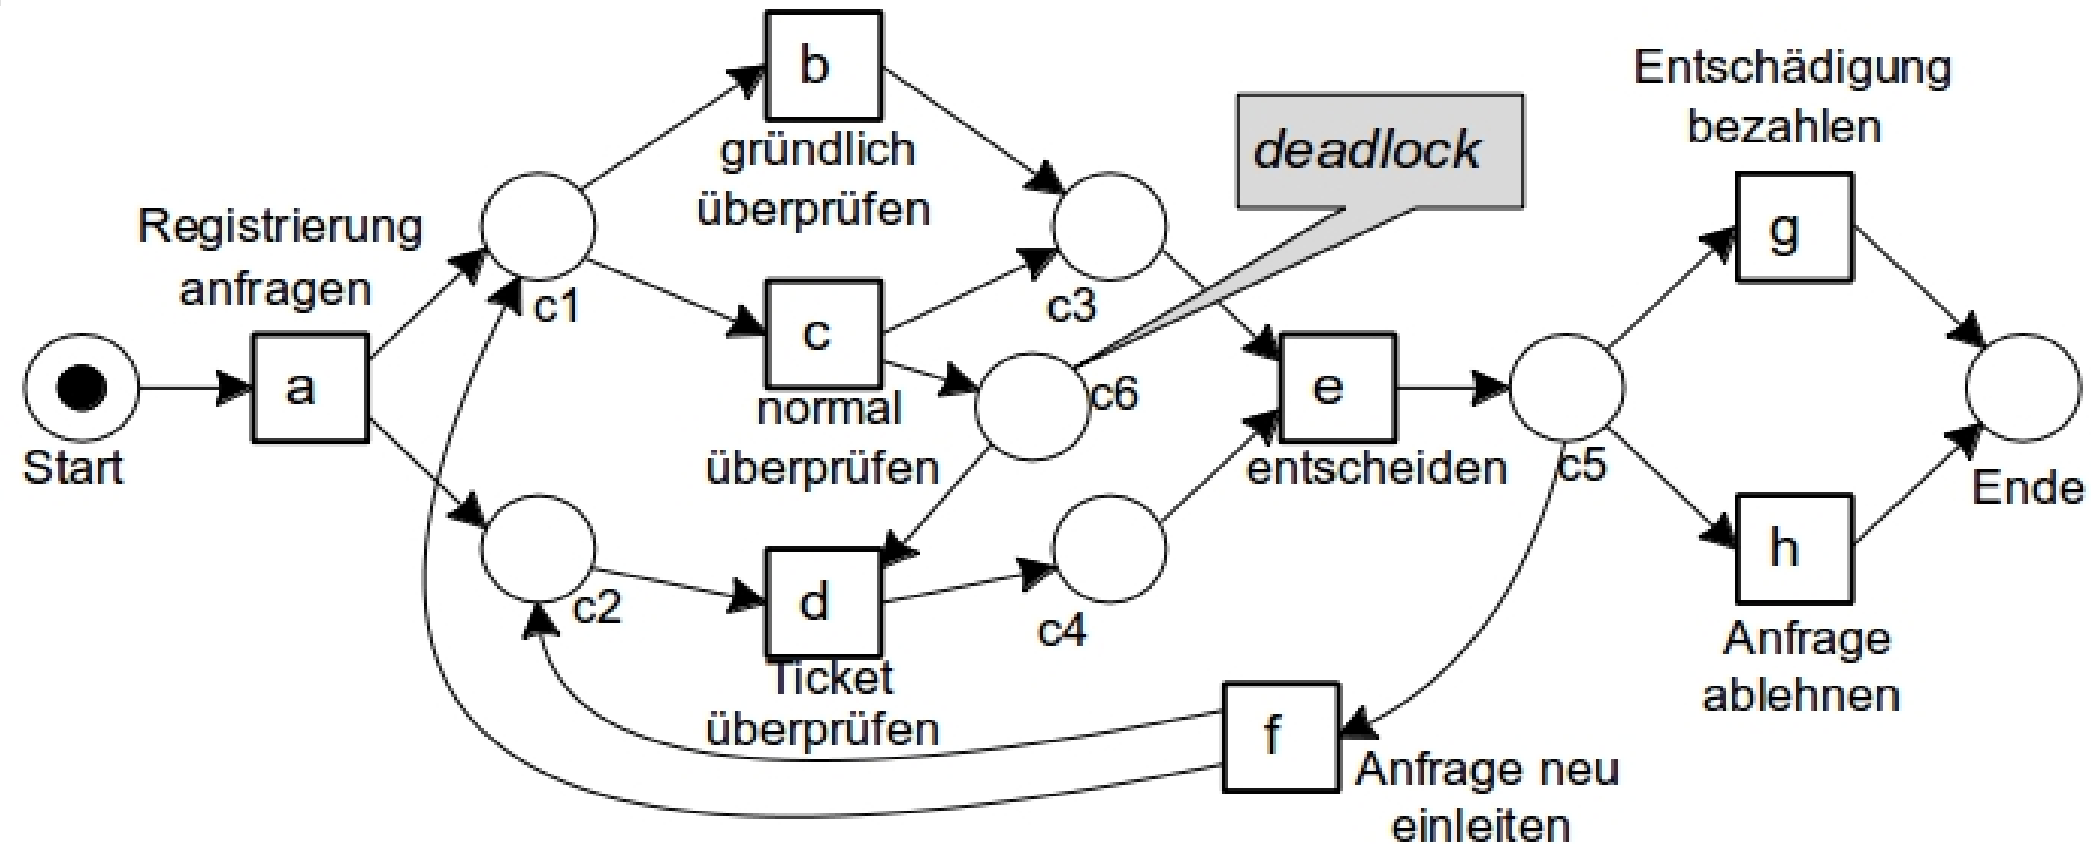 b
gründlich
überprüfen
Registrierung
anfragen
Start
a
c1
c
normal
überprüfen
c2
d
Ticket
überprüfen
c3
c6
c4
deadlock
e
entscheiden
c5
f
Anfrage neu
einleiten
Entschädigung
bezahlen
g
h
Anfrage
ablehnen
Ende